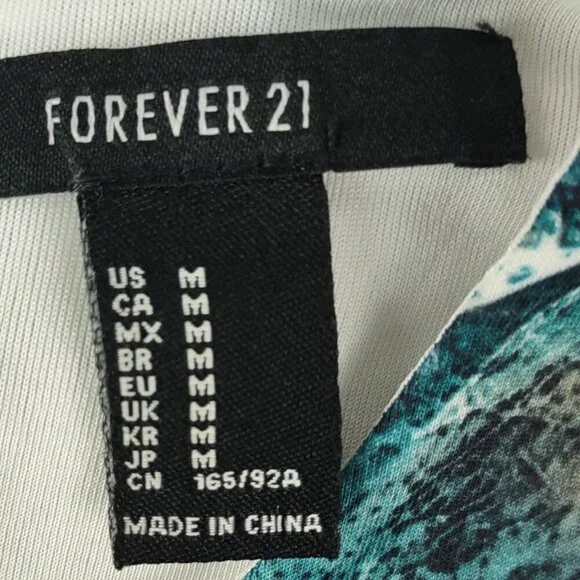 FOREVER 21
US M
CA M
MX M
BR M
EU M
UK M
KR M
JP M
CN 165/92A
MADE IN CHINA